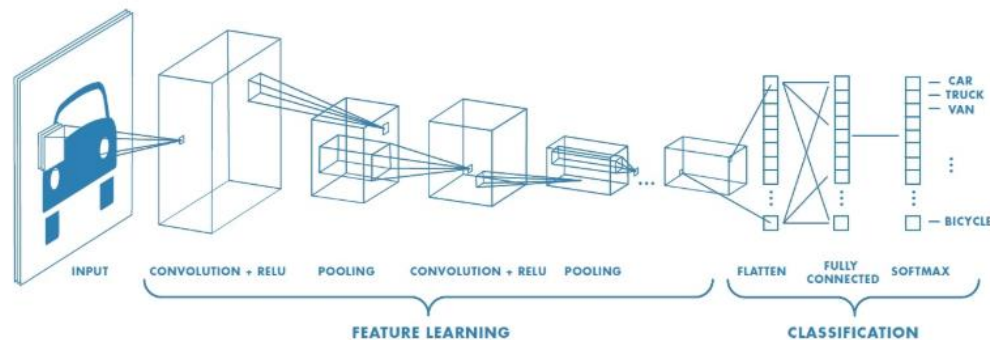 CAR
TRUCK
VAN
BICYCLE
INPUT
CONVOLUTION + RELU
POOLING
CONVOLUTION + RELU
POOLING
FLATTEN
FULLY
CONNECTED
SOFTMAX
FEATURE LEARNING
CLASSIFICATION